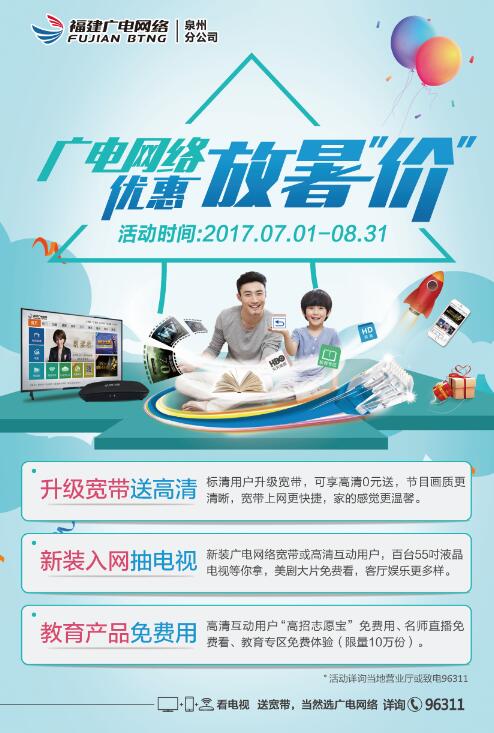 福建广电网络
FUJIAN BTNG
泉州
分公司
广电网络
优惠
放暑“价”
活动时间:2017.07.01-08.31
HD
HBO
升级宽带送高清
标清用户升级宽带，可享高清0元送，节目画质更
清晰，宽带上网更快捷，家的感觉更温馨。
新装入网抽电视
新装广电网络宽带或高清互动用户，百台55吋液晶
电视等你拿，美剧大片免费看，客厅娱乐更多样。
教育产品免费用
高清互动用户“高招志愿宝”免费用、名师直播免
费看、教育专区免费体验（限量10万份）。
*活动详询当地营业厅或致电96311
看电视 送宽带，当然选广电网络 详询 96311